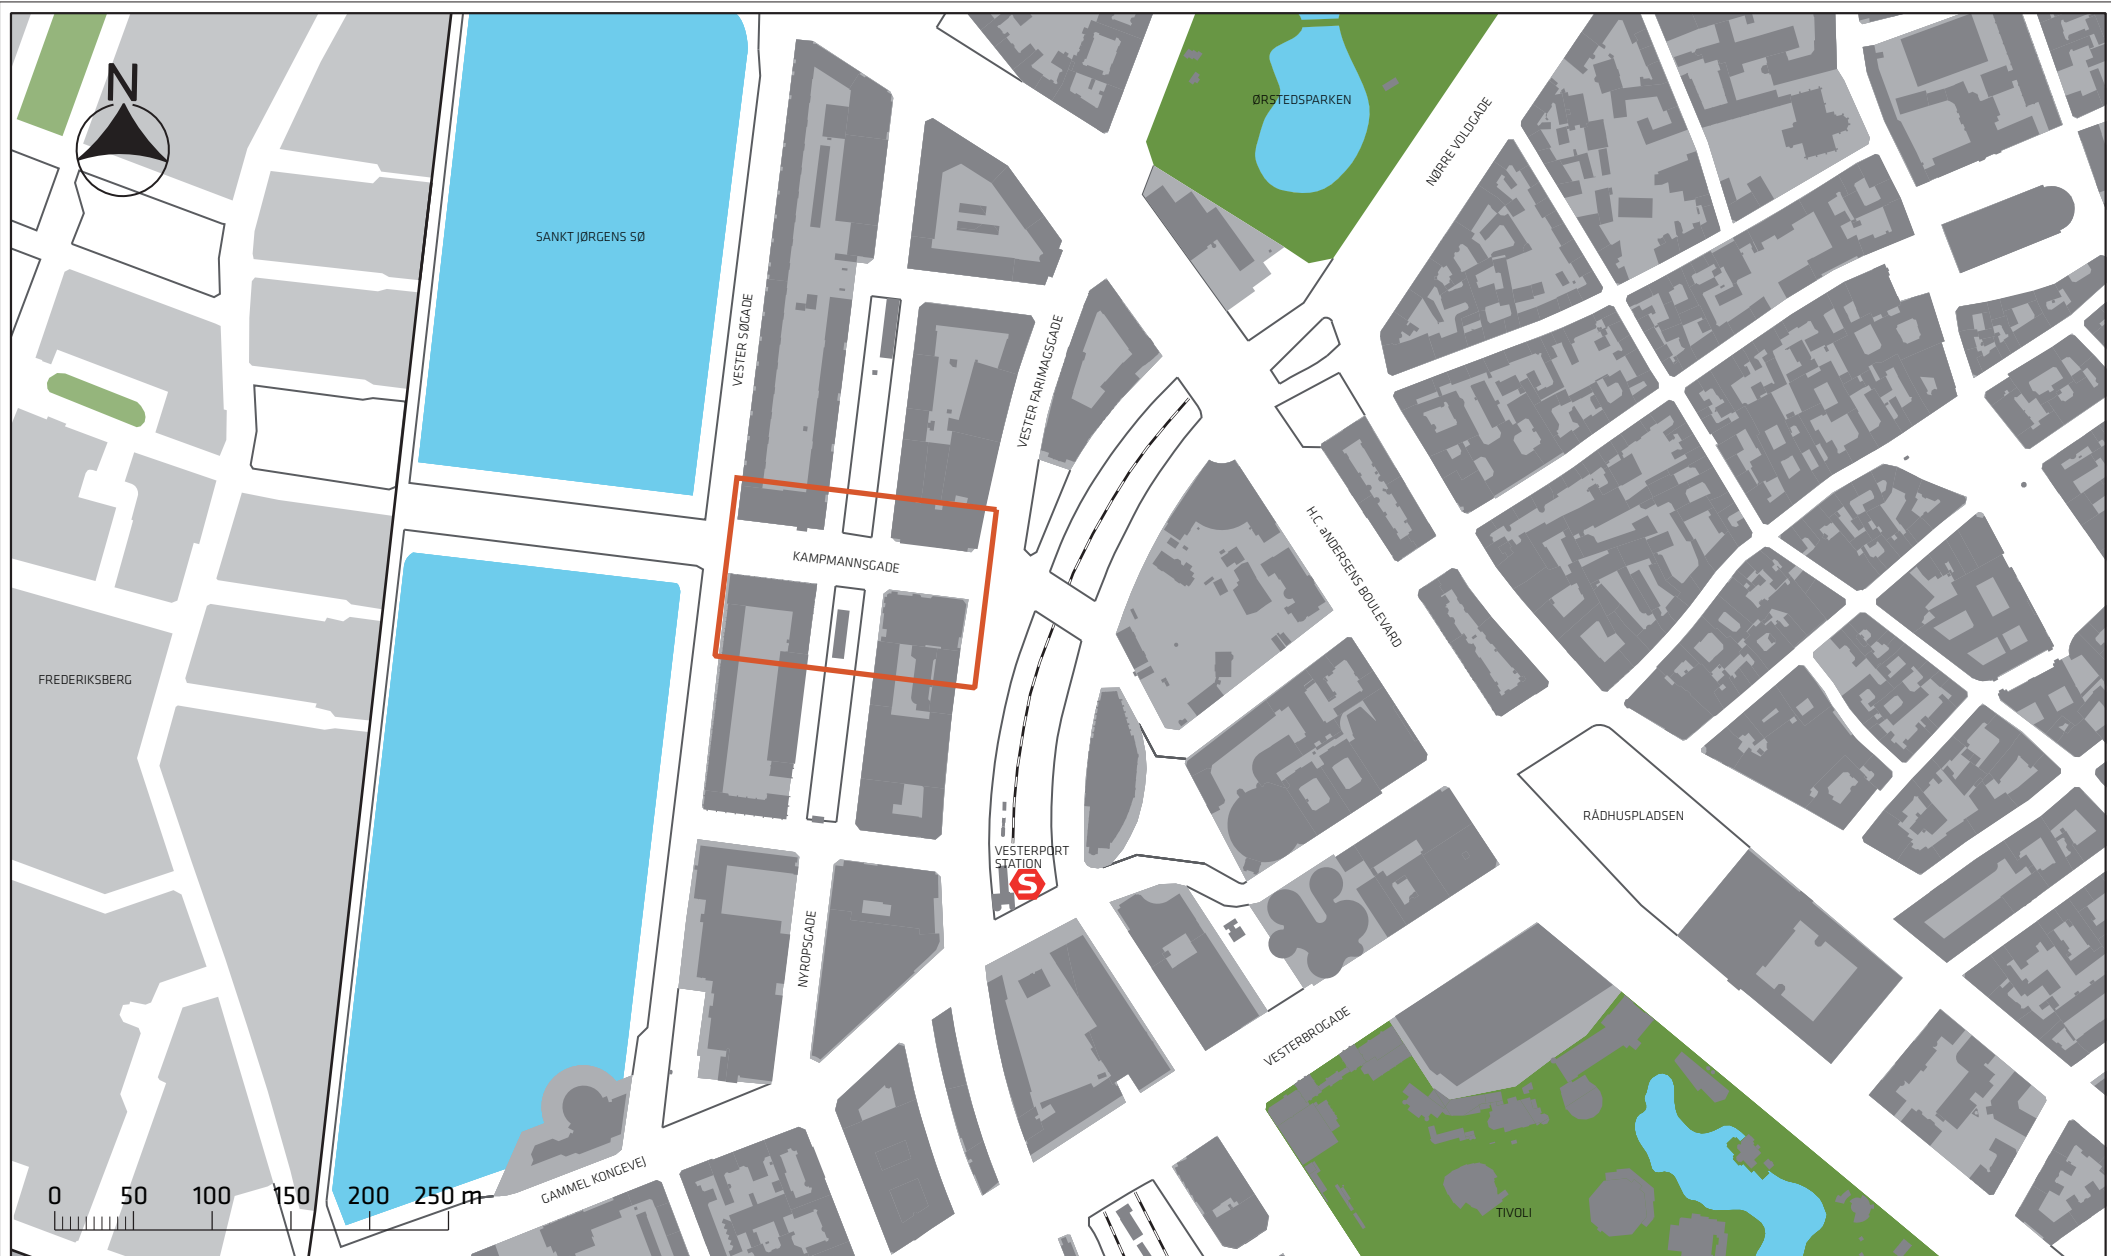 N
ØRSTEDSPARKEN
NØRRE VOLDGADE
SANKT JØRGENS SØ
VESTER SØGADE
VESTER FARIMAGSGADE
KAMPMANNSGADE
H.C. aNDERSENS BOULEVARD
FREDERIKSBERG
RÅDHUSPLADSEN
VESTERPORT
STATION
S
NYROPSGADE
VESTERBROGADE
GAMMEL KONGEVEJ
TIVOLI
0 50 100 150 200 250 m